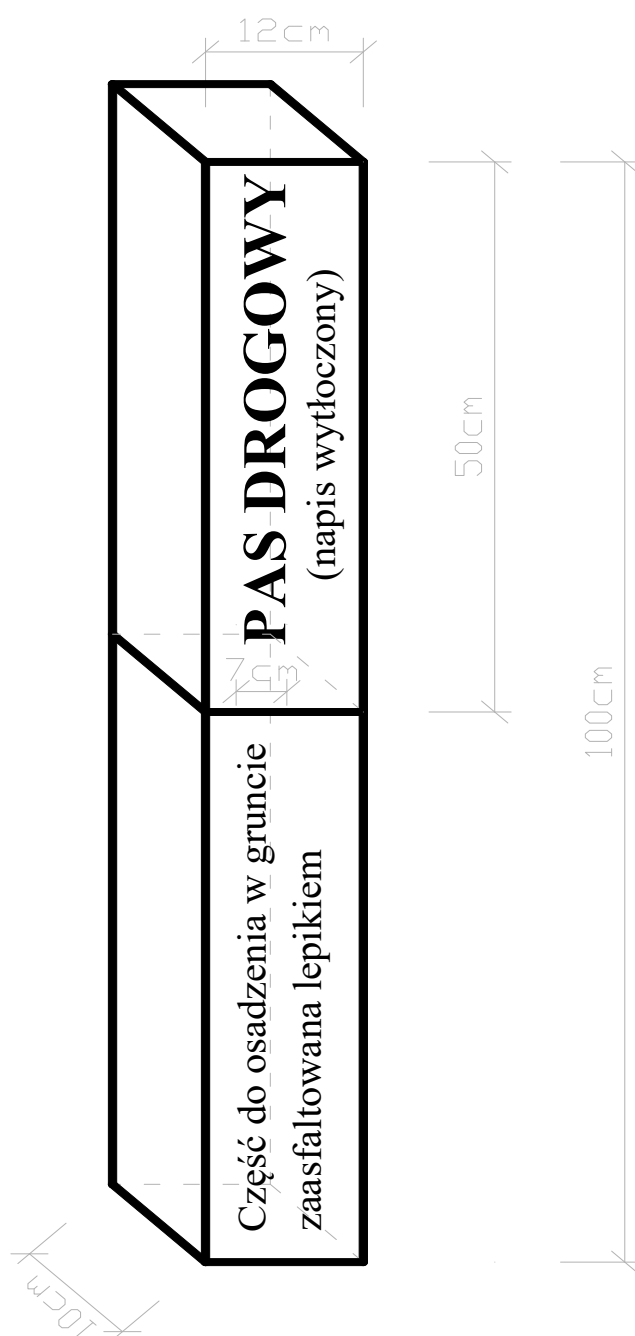 12cm
PAS DROGOWY
(napis wytłoczony)
50cm
7cm
100cm
Część do osadzenia w gruncie
zaasfaltowana lepikiem
10cm